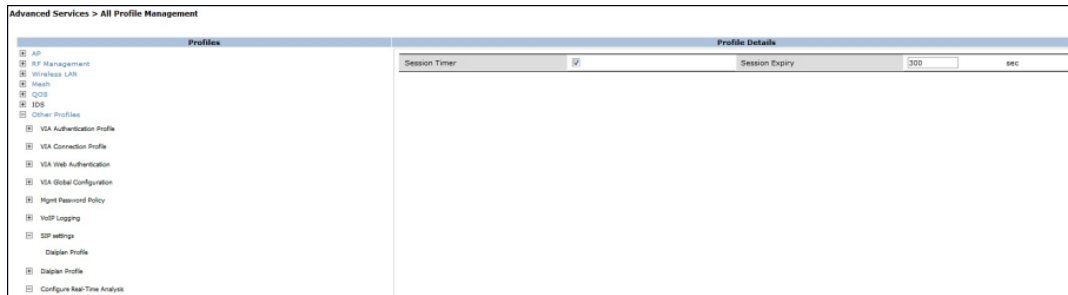 Advanced Services > All Profile Management
Profiles
Profile Details
AP
RF Management
Wireless LAN
Mesh
QOS
IDS
Other Profiles
VIA Authentication Profile
VIA Connection Profile
VIA Web Authentication
VIA Global Configuration
Mgmt Password Policy
VoIP Logging
SIP settings
Dialplan Profile
Dialplan Profile
Configure Real-Time Analysis
Session Timer
Session Expiry 300 sec